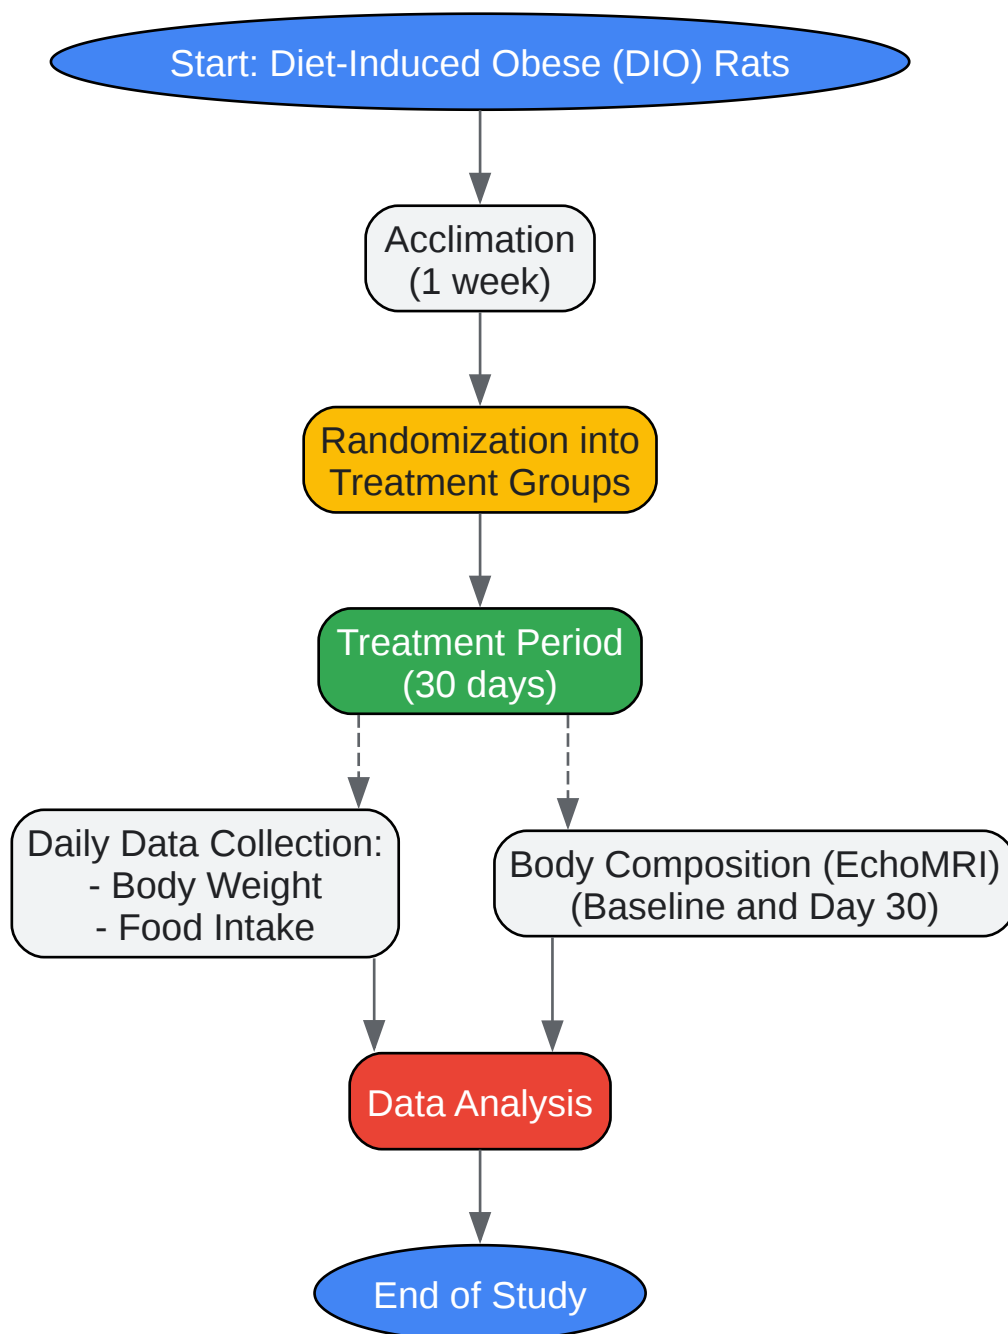 Start: Diet-Induced Obese (DIO) Rats
Acclimation
(1 week)
Randomization into
Treatment Groups
Treatment Period
(30 days)
Daily Data Collection:
- Body Weight
- Food Intake
Body Composition (EchoMRI)
(Baseline and Day 30)
Data Analysis
End of Study